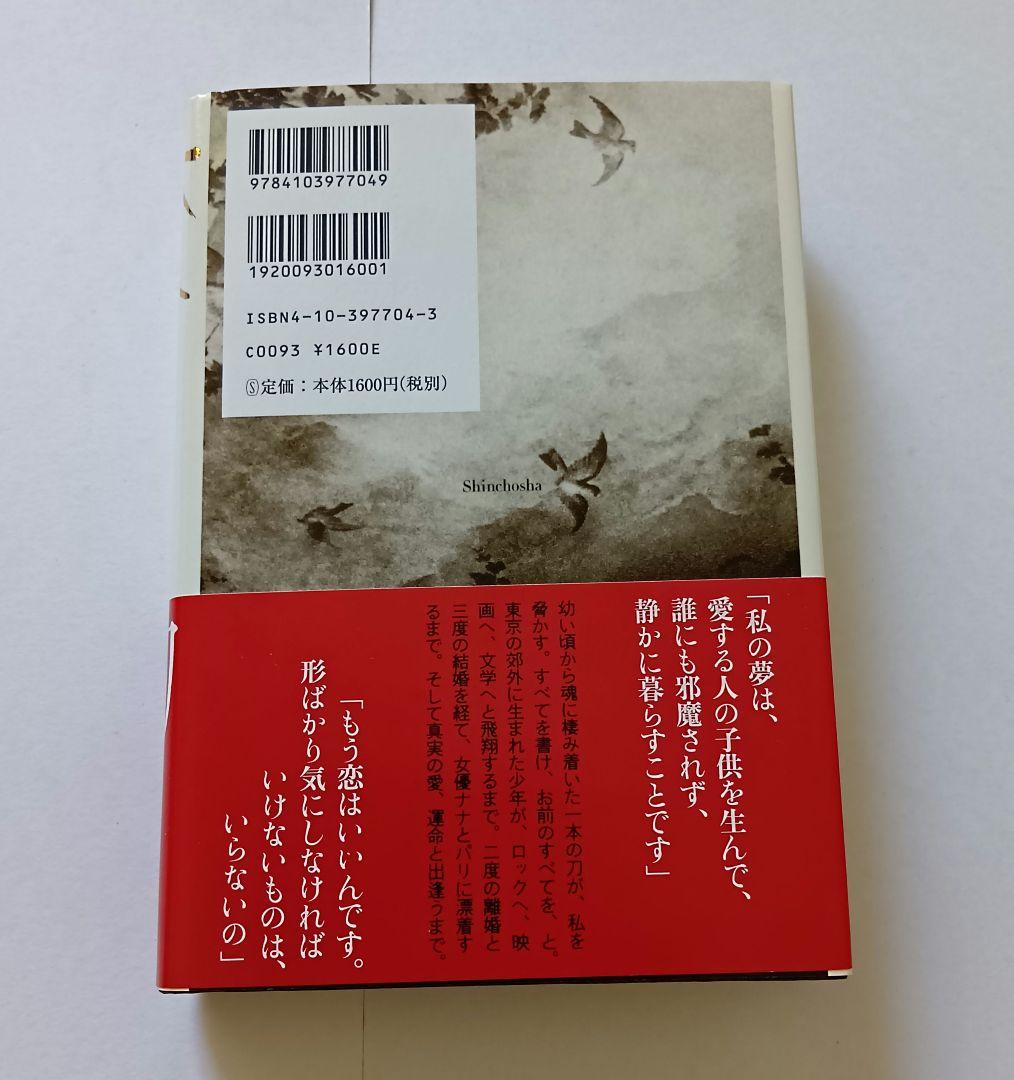 9784103977049
1920093016001
ISBN4-10-397704-3
C0093 ¥1600E
Ⓢ定価：本体1600円(税別)
Shinchosha
「私の夢は、
愛する人の子供を生んで、
誰にも邪魔されず、
静かに暮らすことです」
幼い頃から魂に棲み着いた一本の刀が、私を
脅かす。すべてを書け、お前のすべてを、と。
東京の郊外に生まれた少年が、ロックへ、映
画へ、文学へと飛翔するまで。二度の離婚と
三度の結婚を経て、女優ナナとパリに漂着す
るまで。そして真実の愛、運命と出逢うまで。
「もう恋はいいんです。
形ばかり気にしなければ
いけないものは、
いらないの」